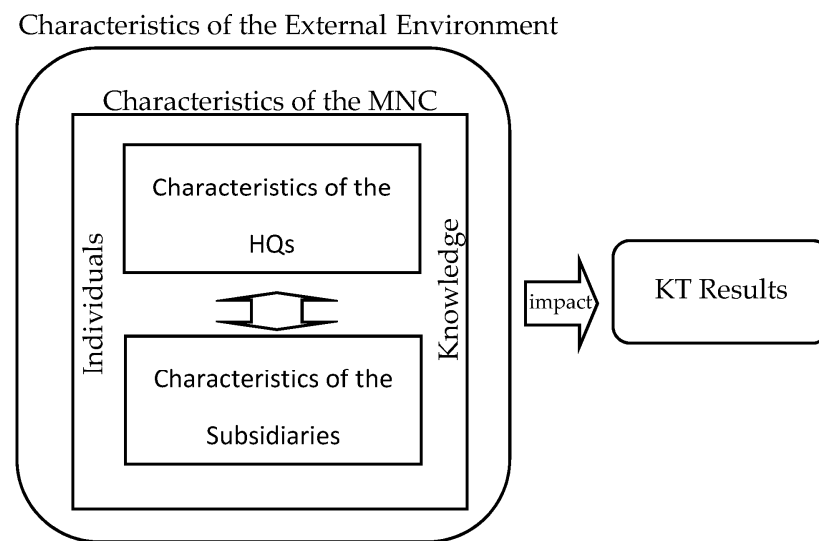 Characteristics of the External Environment
Characteristics of the MNC
Individuals
Characteristics of the
HQs
Characteristics of the
Subsidiaries
Knowledge
impact
KT Results